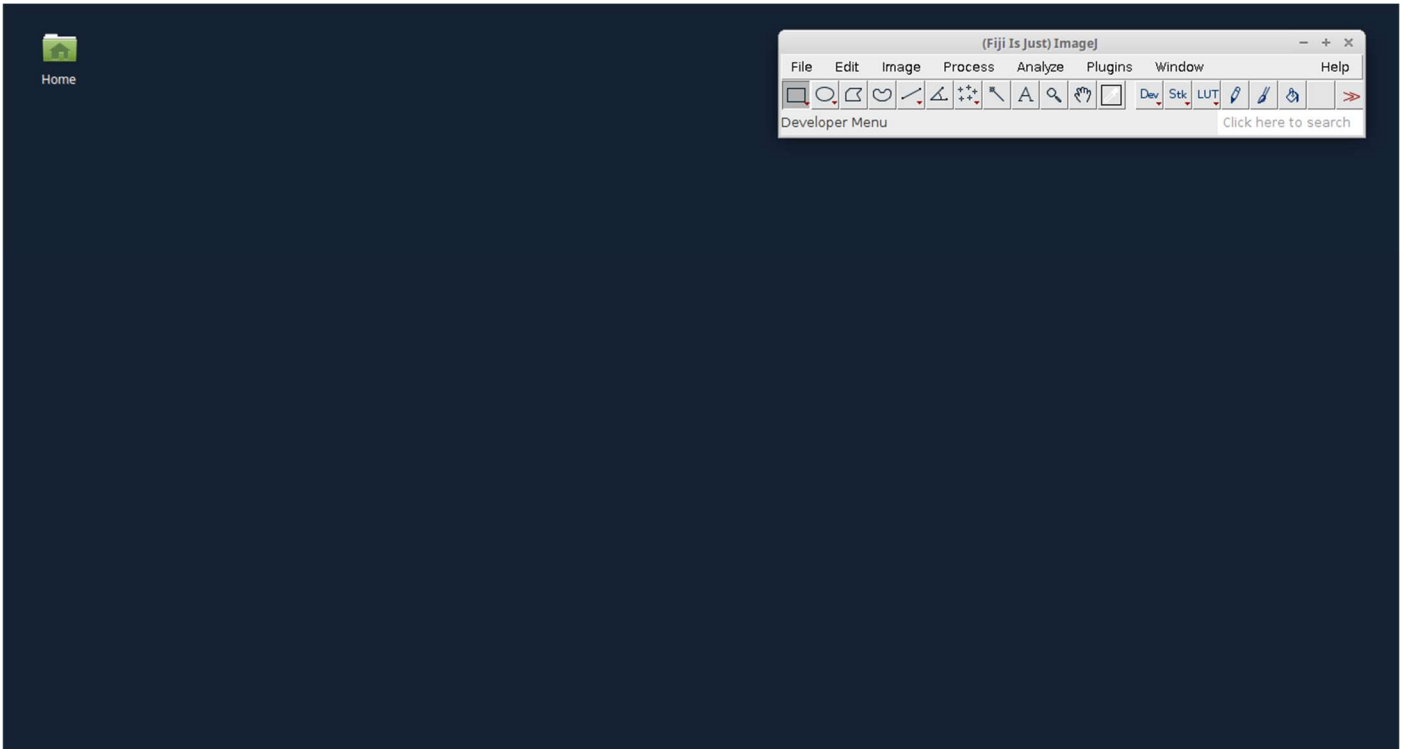 Home
(Fiji Is Just) ImageJ
File Edit Image Process Analyze Plugins Window Help
A Dev Stk LUT
Developer Menu Click here to search